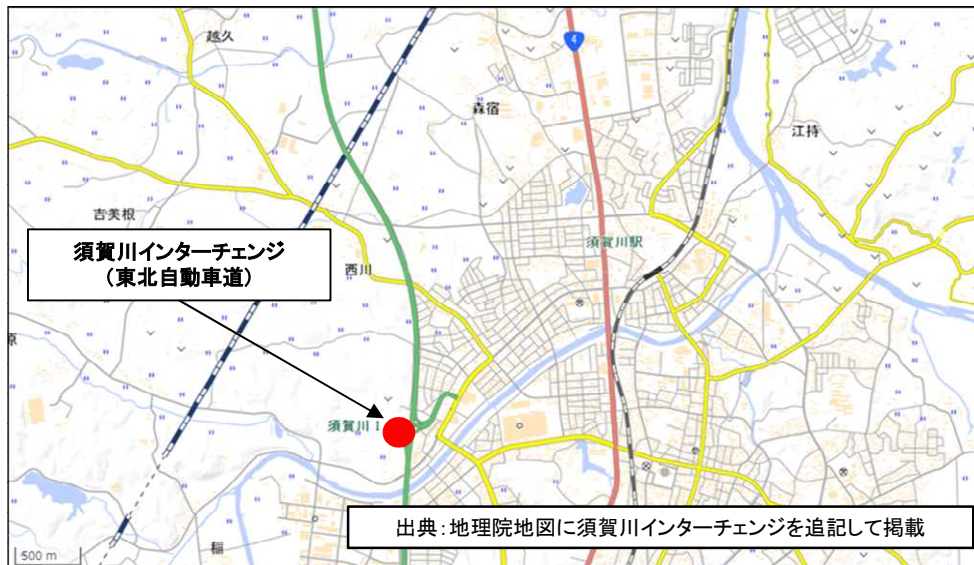 越久
4
森宿
江持
吉美根
須賀川インターチェンジ
(東北自動車道)
西川
須賀川駅
原
須賀川I
稲
出典:地理院地図に須賀川インターチェンジを追記して掲載
500 m